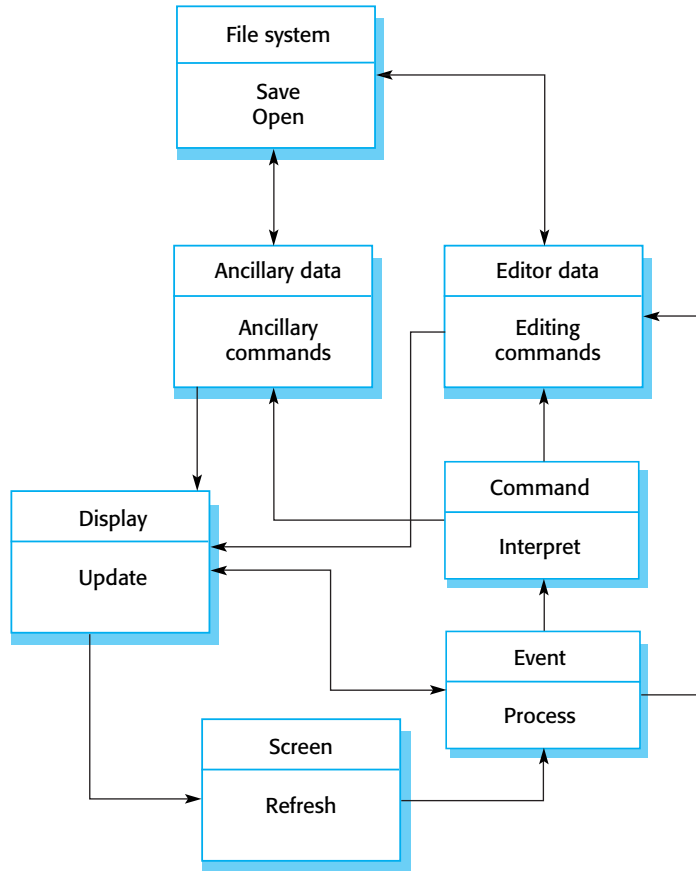 File system
Save
Open
Ancillary data
Ancillary
commands
Editor data
Editing
commands
Command
Interpret
Display
Update
Event
Process
Screen
Refresh